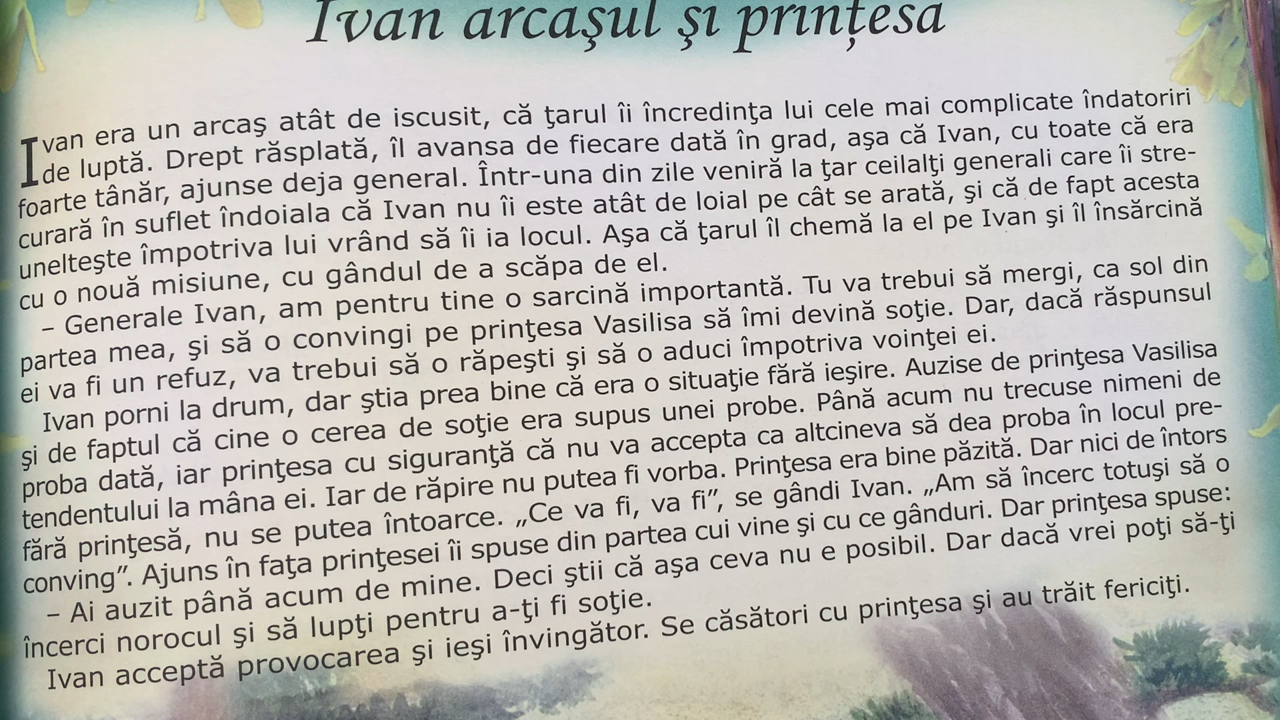 Ivan arcaşul şi prinţesa
Ivan era un arcaş atât de iscusit, că ţarul îi încredinţa lui cele mai complicate îndatoriri
de luptă. Drept răsplată, îl avansa de fiecare dată în grad, aşa că Ivan, cu toate că era
foarte tânăr, ajunse deja general. Într-una din zile veniră la ţar ceilalţi generali care îi stre-
curară în suflet îndoiala că Ivan nu îi este atât de loial pe cât se arată, şi că de fapt acesta
unelteşte împotriva lui vrând să îi ia locul. Aşa că ţarul îl chemă la el pe Ivan şi îl însărcină
cu o nouă misiune, cu gândul de a scăpa de el.
– Generale Ivan, am pentru tine o sarcină importantă. Tu va trebui să mergi, ca sol din
partea mea, şi să o convingi pe prinţesa Vasilisa să îmi devină soţie. Dar, dacă răspunsul
ei va fi un refuz, va trebui să o răpeşti şi să o aduci împotriva voinţei ei.
Ivan porni la drum, dar ştia prea bine că era o situaţie fără ieşire. Auzise de prinţesa Vasilisa
şi de faptul că cine o cerea de soţie era supus unei probe. Până acum nu trecuse nimeni de
proba dată, iar prinţesa cu siguranţă că nu va accepta ca altcineva să dea proba în locul pre-
tendentului la mâna ei. Iar de răpire nu putea fi vorba. Prinţesa era bine păzită. Dar nici de întors
fără prinţesă, nu se putea întoarce. „Ce va fi, va fi”, se gândi Ivan. „Am să încerc totuşi să o
conving”. Ajuns în faţa prinţesei îi spuse din partea cui vine şi cu ce gânduri. Dar prinţesa spuse:
– Ai auzit până acum de mine. Deci ştii că aşa ceva nu e posibil. Dar dacă vrei poţi să-ţi
încerci norocul şi să lupţi pentru a-ţi fi soţie.
Ivan acceptă provocarea şi ieşi învingător. Se căsători cu prinţesa şi au trăit fericiţi.